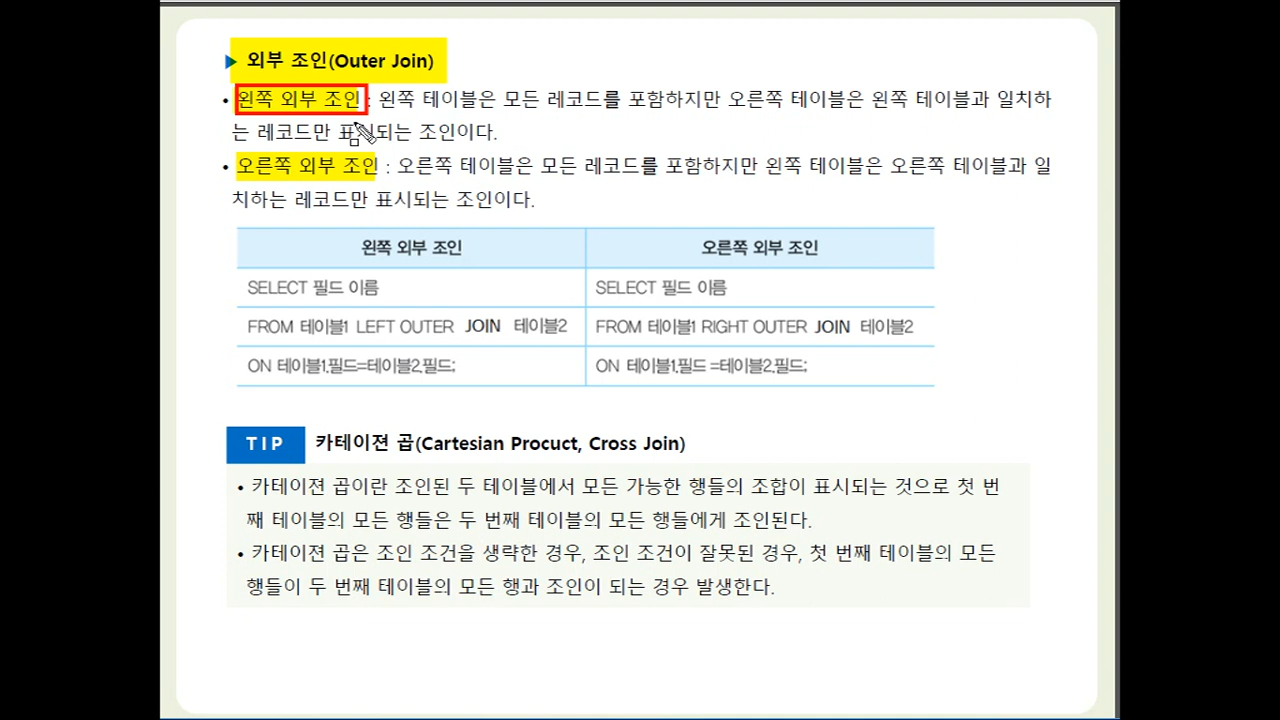 외부 조인(Outer Join)
• 왼쪽 외부 조인 : 왼쪽 테이블은 모든 레코드를 포함하지만 오른쪽 테이블은 왼쪽 테이블과 일치하
는 레코드만 표시되는 조인이다.
• 오른쪽 외부 조인 : 오른쪽 테이블은 모든 레코드를 포함하지만 왼쪽 테이블은 오른쪽 테이블과 일
치하는 레코드만 표시되는 조인이다.
왼쪽 외부 조인 오른쪽 외부 조인
SELECT 필드 이름 SELECT 필드 이름
FROM 테이블1 LEFT OUTER JOIN 테이블2 FROM 테이블1 RIGHT OUTER JOIN 테이블2
ON 테이블1.필드=테이블2.필드; ON 테이블1.필드 =테이블2.필드;
TIP 카테이젼 곱(Cartesian Procuct, Cross Join)
• 카테이젼 곱이란 조인된 두 테이블에서 모든 가능한 행들의 조합이 표시되는 것으로 첫 번
째 테이블의 모든 행들은 두 번째 테이블의 모든 행들에게 조인된다.
• 카테이젼 곱은 조인 조건을 생략한 경우, 조인 조건이 잘못된 경우, 첫 번째 테이블의 모든
행들이 두 번째 테이블의 모든 행과 조인이 되는 경우 발생한다.